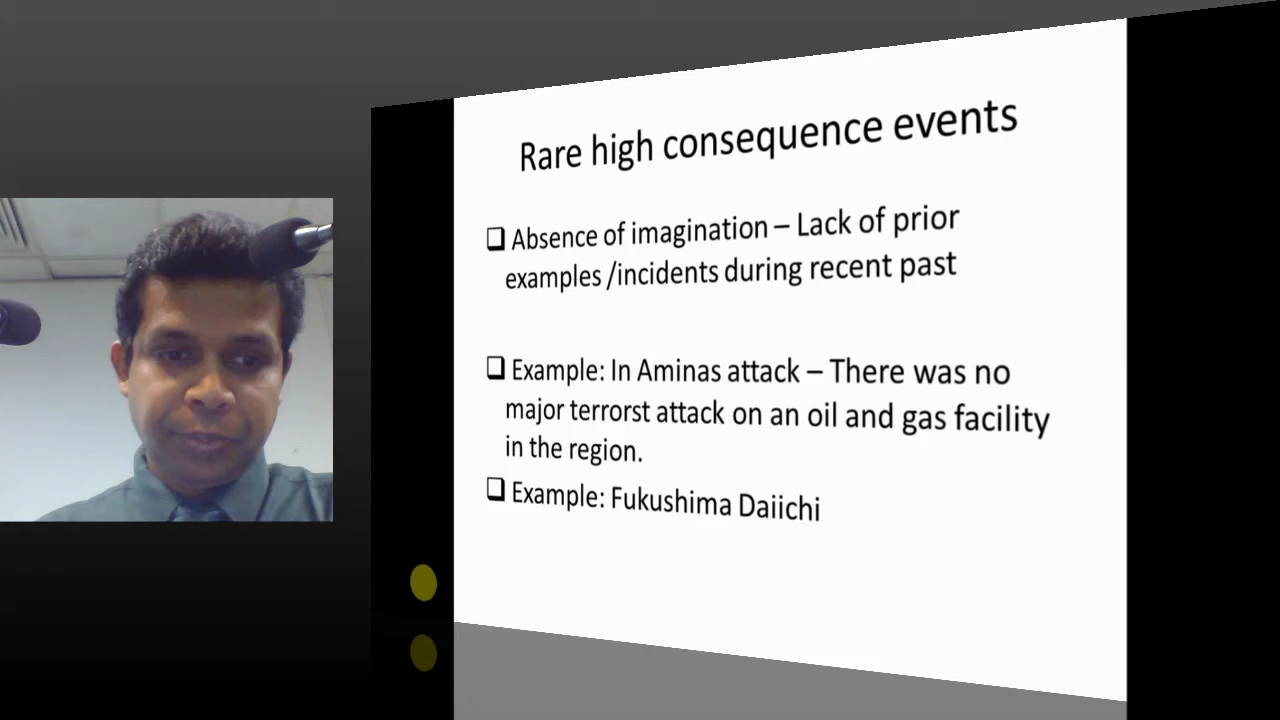 Rare high consequence events
❑ Absence of imagination – Lack of prior
examples /incidents during recent past
❑ Example: In Aminas attack – There was no
major terrorst attack on an oil and gas facility
in the region.
❑ Example: Fukushima Daiichi